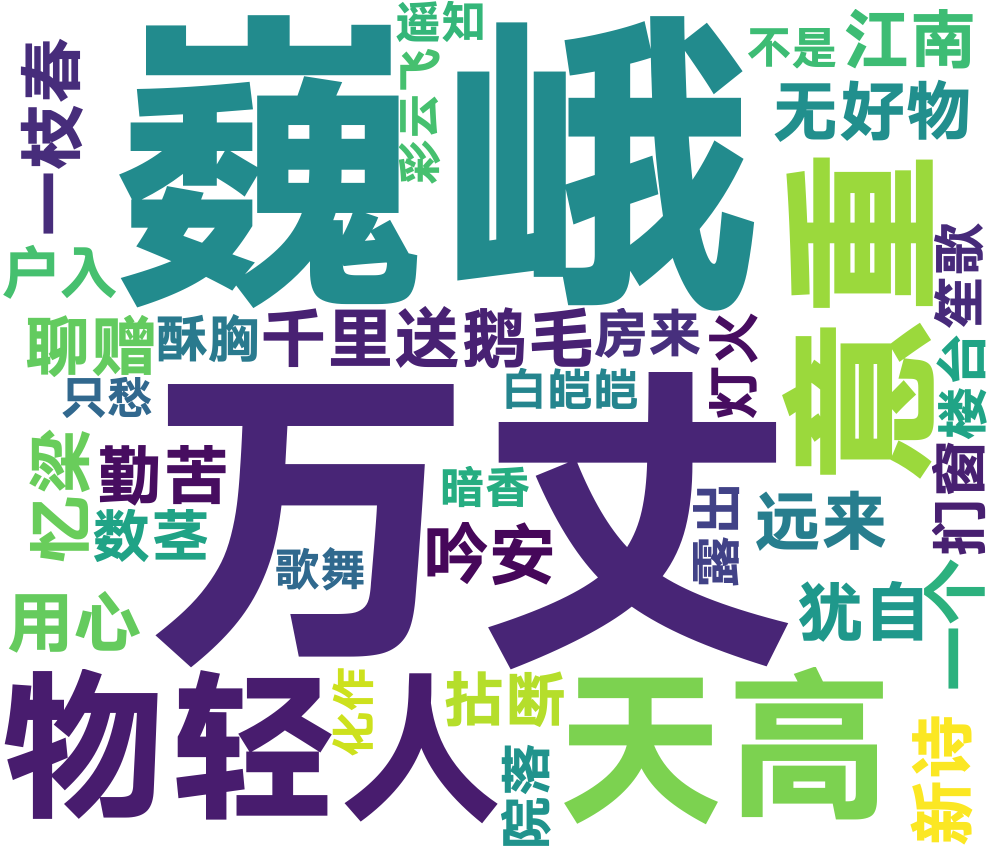 遥知
巍峨
不是
江南
一枝春
彩云飞
无好物
意重
笙歌
户入
聊赠
酥胸
千里送鹅毛
房来
灯火
楼台
只愁
白皑皑
万丈
忆梁
勤苦
暗香
扪窗
数茎
露出
远来
吟安
歌舞
用心
犹自
一个
物轻人
化作
拈断
天高
院落
新诗